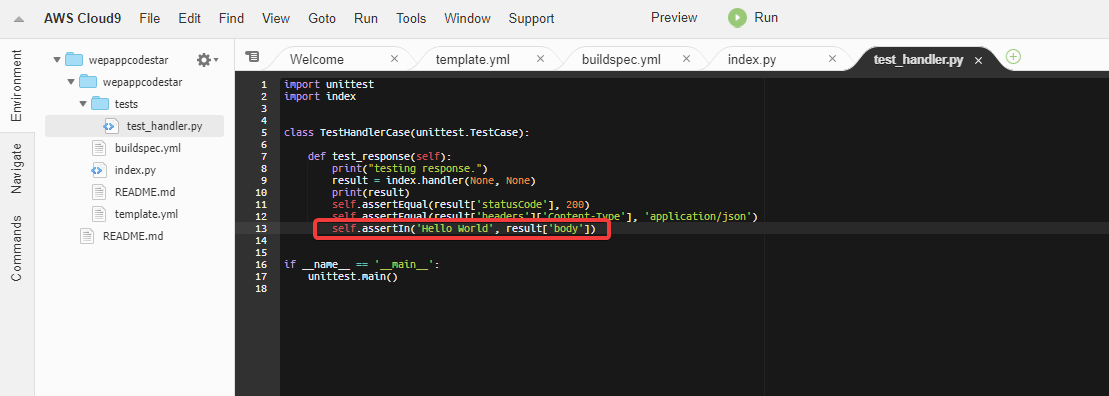 AWS Cloud9 File Edit Find View Goto Run Tools Window Support Preview Run
Environment
Navigate
Commands
wepappcodestar
wepappcodestar
tests
test_handler.py
buildspec.yml
index.py
README.md
template.yml
README.md
Welcome template.yml buildspec.yml index.py test_handler.py
1 import unittest
2 import index
3
4
5 class TestHandlerCase(unittest.TestCase):
6
7     def test_response(self):
8         print("testing response.")
9         result = index.handler(None, None)
10         print(result)
11         self.assertEqual(result['statusCode'], 200)
12         self.assertEqual(result['headers']['Content-Type'], 'application/json')
13         self.assertIn('Hello World', result['body'])
14
15
16 if __name__ == '__main__':
17     unittest.main()
18